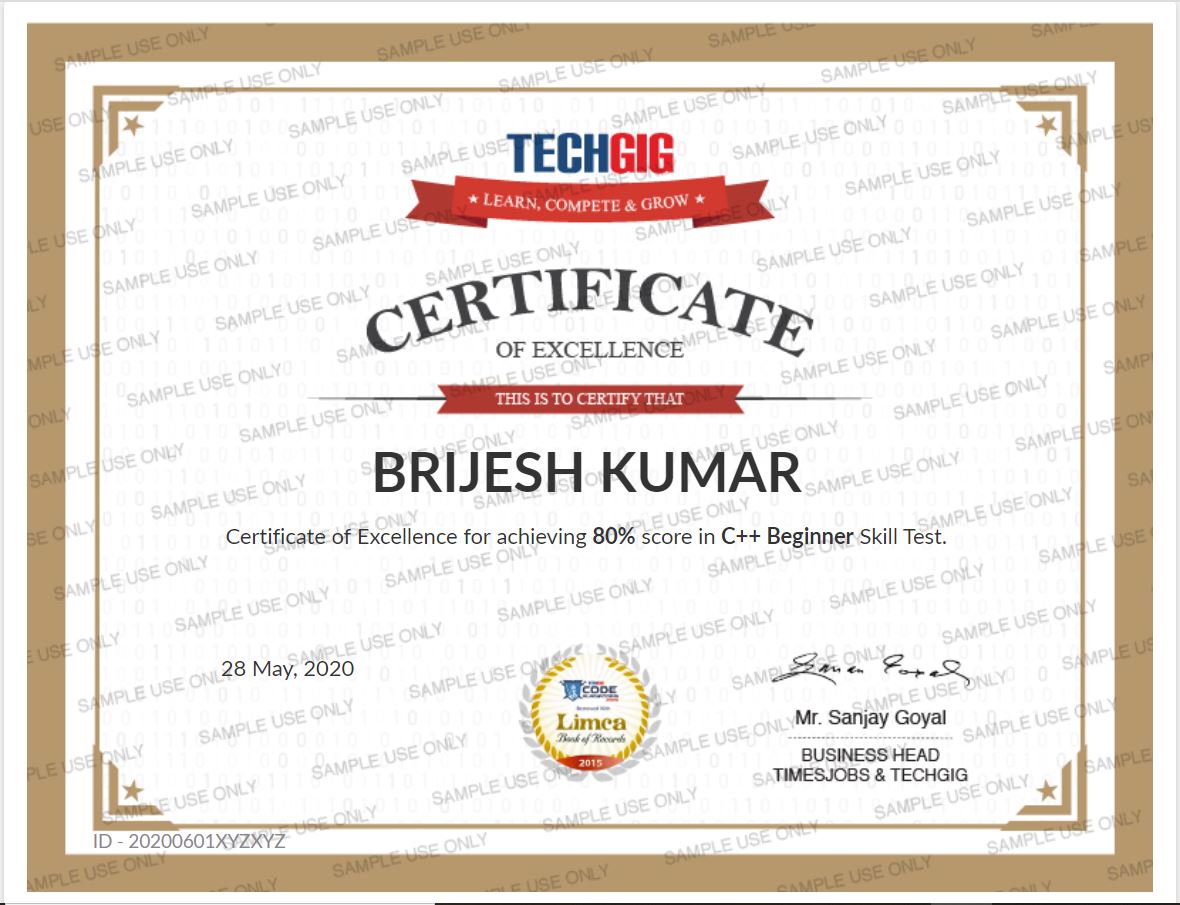 TECHGIG
★ LEARN, COMPETE & GROW ★
CERTIFICATE
OF EXCELLENCE
THIS IS TO CERTIFY THAT
BRIJESH KUMAR
Certificate of Excellence for achieving 80% score in C++ Beginner Skill Test.
28 May, 2020
CODE
Limca
Book of Records
2015
Mr. Sanjay Goyal
BUSINESS HEAD
TIMESJOBS & TECHGIG
ID - 20200601XYZXYZ
SAMPLE USE ONLY